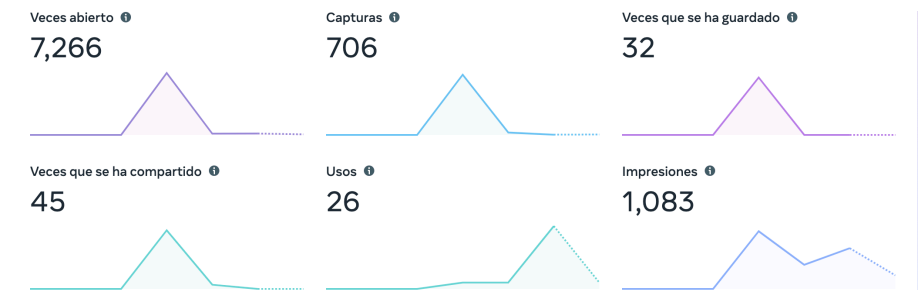 Veces abierto
7,266
Capturas
706
Veces que se ha guardado
32
Veces que se ha compartido
45
Usos
26
Impresiones
1,083